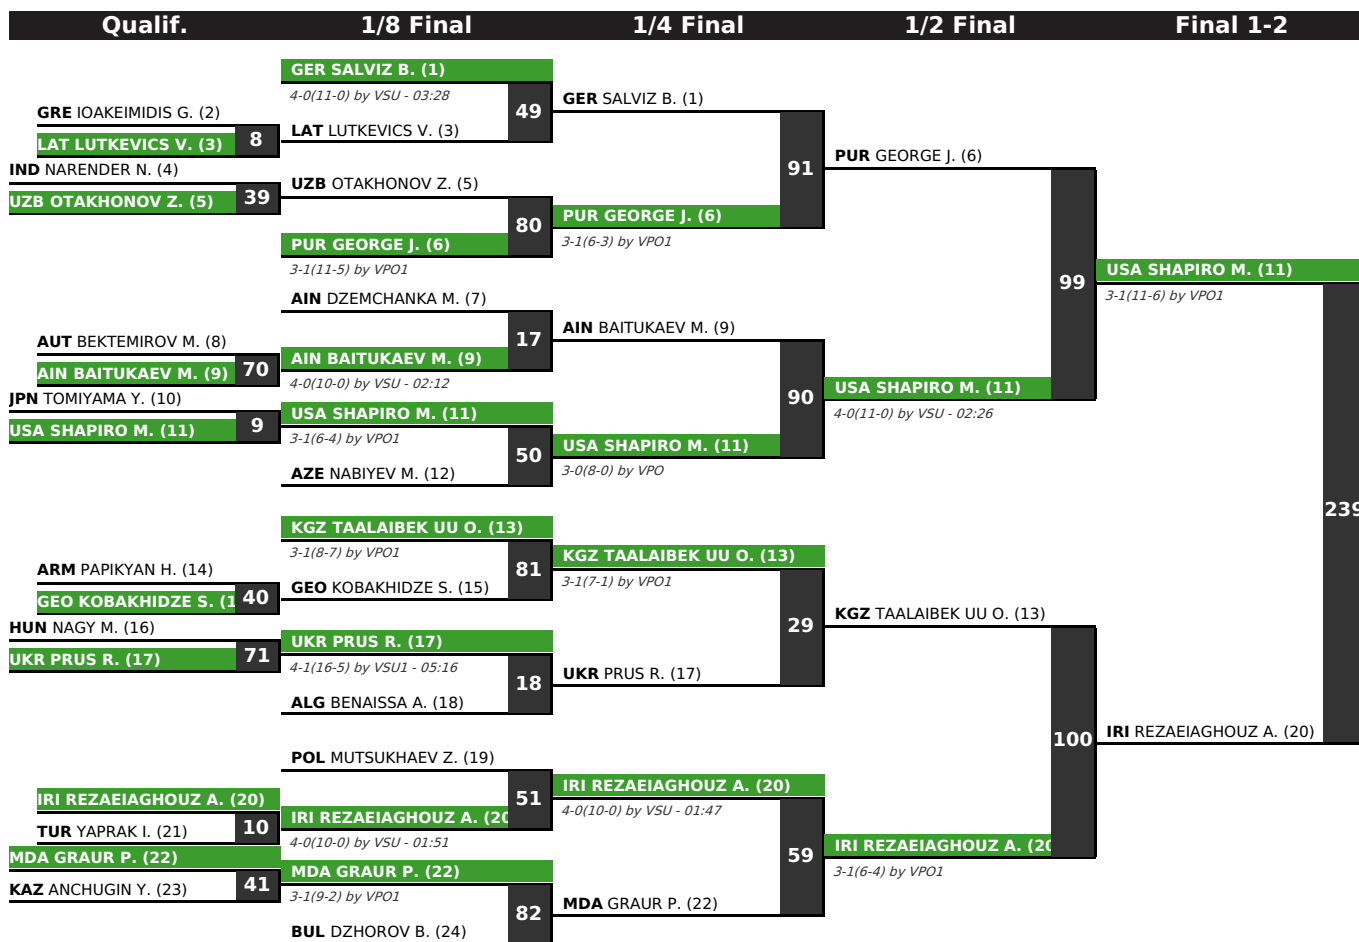 Qualif. 1/8 Final 1/4 Final 1/2 Final Final 1-2
GRE IOAKEIMIDIS G. (2)
LAT LUTKEVICS V. (3)
8
IND NARENDER N. (4)
UZB OTAKHONOV Z. (5)
39
AUT BEKTEMIROV M. (8)
AIN BAITUKAEV M. (9)
70
JPN TOMIYAMA Y. (10)
USA SHAPIRO M. (11)
9
ARM PAPIKYAN H. (14)
GEO KOBAKHIDZE S. (1
40
HUN NAGY M. (16)
UKR PRUS R. (17)
71
IRI REZAEIAGHOUZ A. (20)
TUR YAPRAK I. (21)
10
MDA GRAUR P. (22)
KAZ ANCHUGIN Y. (23)
41
GER SALVIZ B. (1)
4-0(11-0) by VSU - 03:28
49
LAT LUTKEVICS V. (3)
UZB OTAKHONOV Z. (5)
80
PUR GEORGE J. (6)
3-1(11-5) by VPO1
AIN DZEMCHANKA M. (7)
17
AIN BAITUKAEV M. (9)
4-0(10-0) by VSU - 02:12
USA SHAPIRO M. (11)
3-1(6-4) by VPO1
50
AZE NABIYEV M. (12)
KGZ TAALAIBEK UU O. (13)
3-1(8-7) by VPO1
81
GEO KOBAKHIDZE S. (15)
UKR PRUS R. (17)
4-1(16-5) by VSU1 - 05:16
18
ALG BENAISSA A. (18)
POL MUTSUKHAEV Z. (19)
51
IRI REZAEIAGHOUZ A. (20
4-0(10-0) by VSU - 01:51
MDA GRAUR P. (22)
3-1(9-2) by VPO1
82
BUL DZHOROV B. (24)
GER SALVIZ B. (1)
91
PUR GEORGE J. (6)
3-1(6-3) by VPO1
AIN BAITUKAEV M. (9)
90
USA SHAPIRO M. (11)
3-0(8-0) by VPO
KGZ TAALAIBEK UU O. (13)
3-1(7-1) by VPO1
29
UKR PRUS R. (17)
IRI REZAEIAGHOUZ A. (20)
4-0(10-0) by VSU - 01:47
59
MDA GRAUR P. (22)
PUR GEORGE J. (6)
99
USA SHAPIRO M. (11)
4-0(11-0) by VSU - 02:26
KGZ TAALAIBEK UU O. (13)
100
IRI REZAEIAGHOUZ A. (20
3-1(6-4) by VPO1
USA SHAPIRO M. (11)
3-1(11-6) by VPO1
239
IRI REZAEIAGHOUZ A. (20)